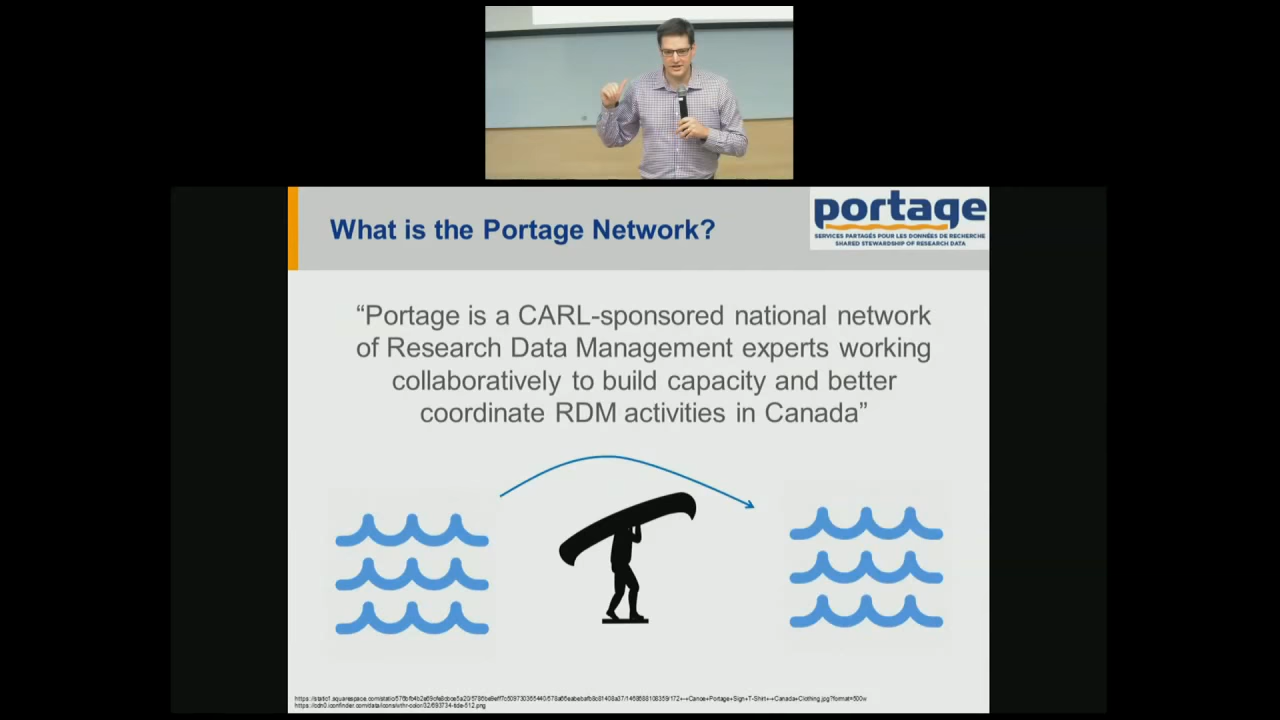 What is the Portage Network?
portage
SERVICES PARTAGÉS POUR LES DONNÉES DE RECHERCHE
SHARED STEWARDSHIP OF RESEARCH DATA
“Portage is a CARL-sponsored national network
of Research Data Management experts working
collaboratively to build capacity and better
coordinate RDM activities in Canada”